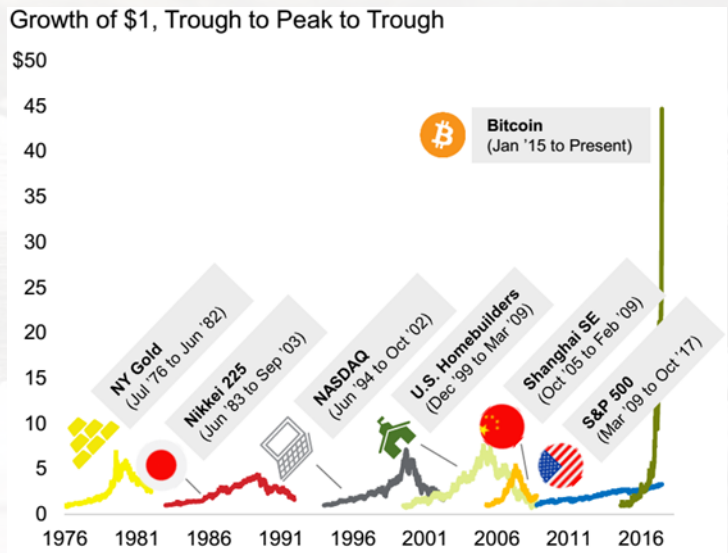 Growth of $1, Trough to Peak to Trough
$50
45
40
35
30
25
20
15
10
5
0
Bitcoin
(Jan '15 to Present)
NY Gold
(Jul '76 to Jun '82)
Nikkei 225
(Jun '83 to Sep '03)
NASDAQ
(Jun '94 to Oct '02)
U.S. Homebuilders
(Dec '99 to Mar '09)
Shanghai SE
(Oct '05 to Feb '09)
S&P 500
(Mar '09 to Oct '17)
1976 1981 1986 1991 1996 2001 2006 2011 2016